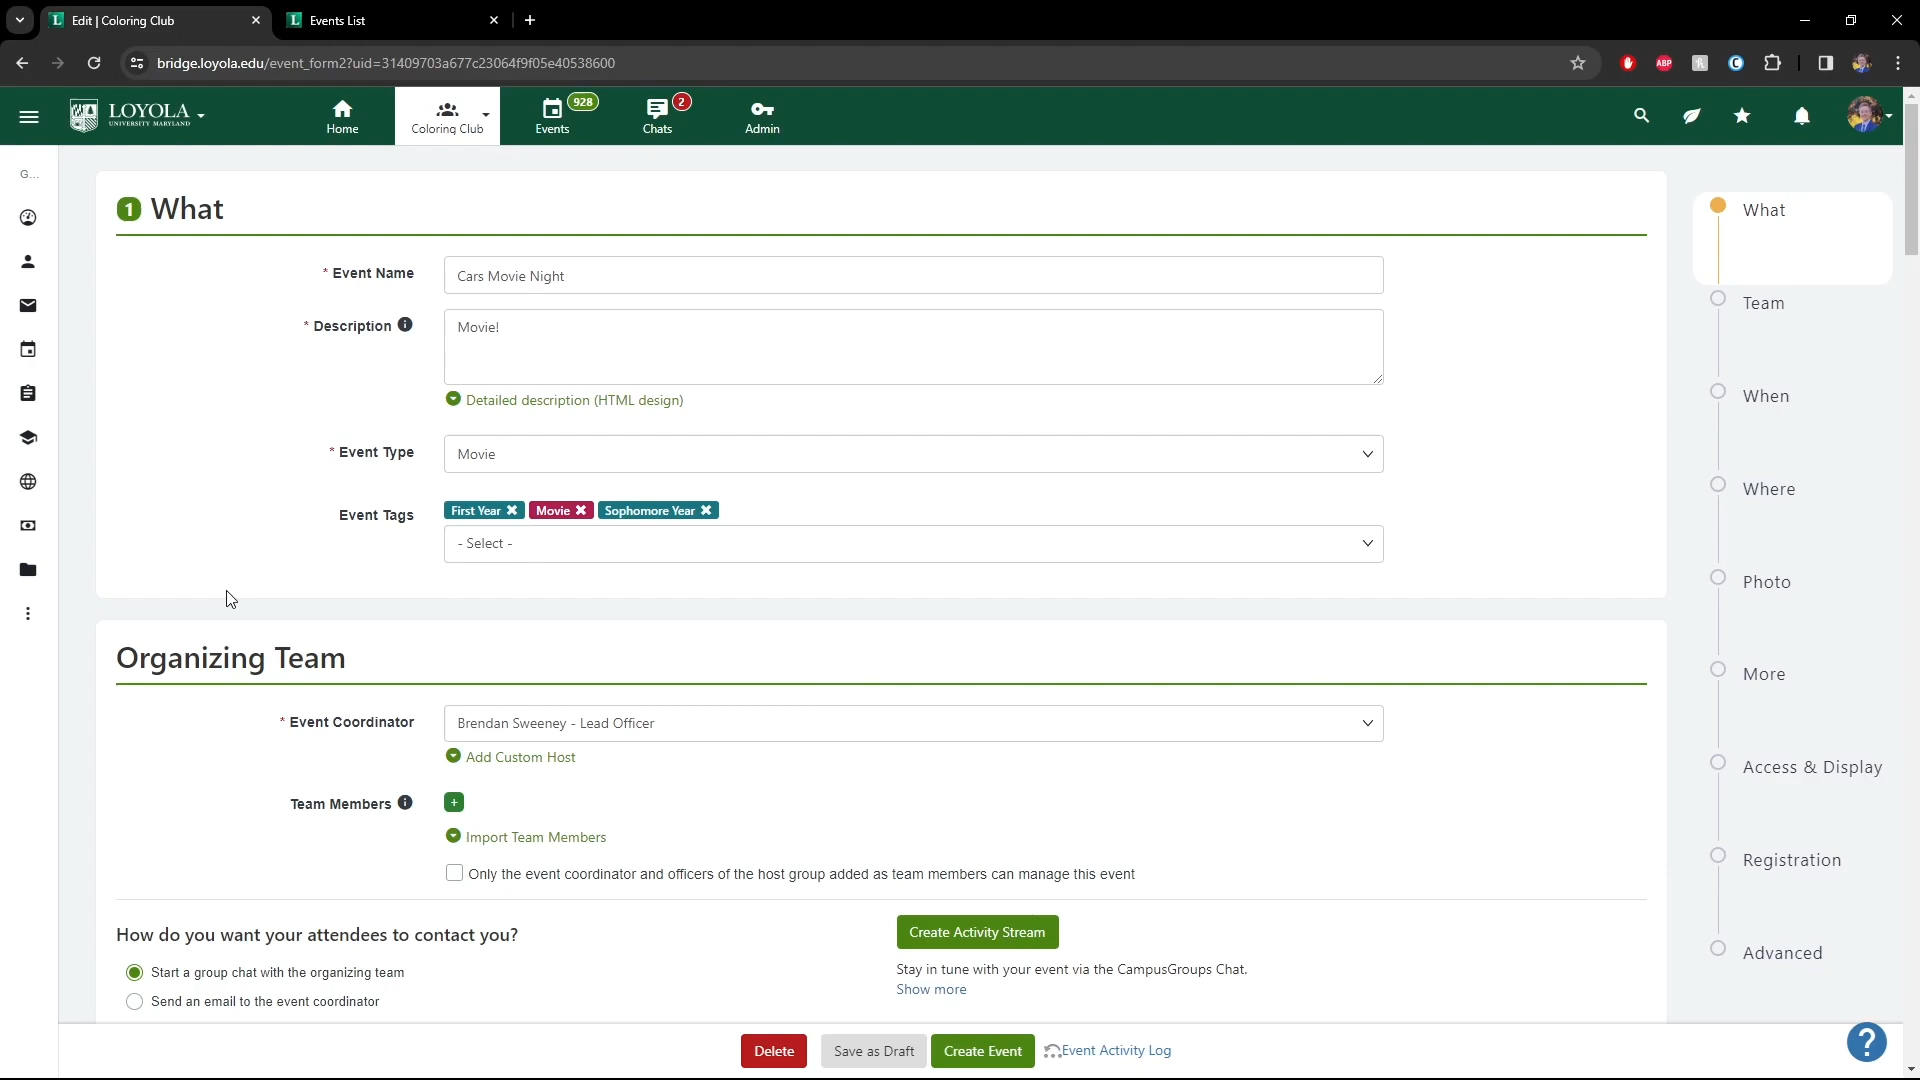 Edit | Coloring Club
Events List
bridge.loyola.edu/event_form2?uid=31409703a677c23064f9f05e40538600
ABP
LOYOLA
UNIVERSITY MARYLAND
Home
Coloring Club
928
Events
2
Chats
Admin
G...
1 What
* Event Name
Cars Movie Night
* Description
Movie!
Detailed description (HTML design)
* Event Type
Movie
Event Tags
First Year
Movie
Sophomore Year
- Select -
Organizing Team
* Event Coordinator
Brendan Sweeney - Lead Officer
Add Custom Host
Team Members
+
Import Team Members
Only the event coordinator and officers of the host group added as team members can manage this event
How do you want your attendees to contact you?
Start a group chat with the organizing team
Send an email to the event coordinator
Create Activity Stream
Stay in tune with your event via the CampusGroups Chat.
Show more
What
Team
When
Where
Photo
More
Access & Display
Registration
Advanced
Delete
Save as Draft
Create Event
Event Activity Log
?